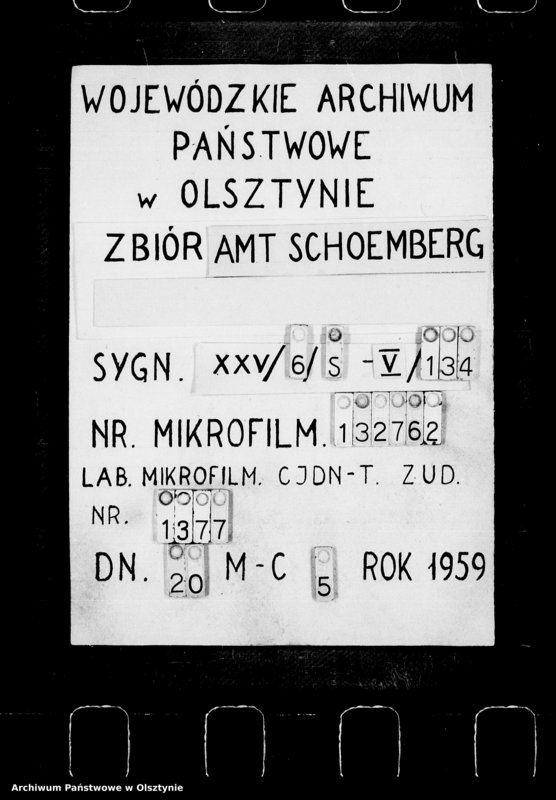 WOJEWÓDZKIE ARCHIWUM
PAŃSTWOWE
w OLSZTYNIE
ZBIÓR AMT SCHOEMBERG
SYGN. XXV/6/S -V/134
NR. MIKROFILM. 132762
LAB. MIKROFILM. CJDN-T. ZUD.
NR. 1377
DN. 20 M-C 5 ROK 1959
Archiwum Państwowe w Olsztynie